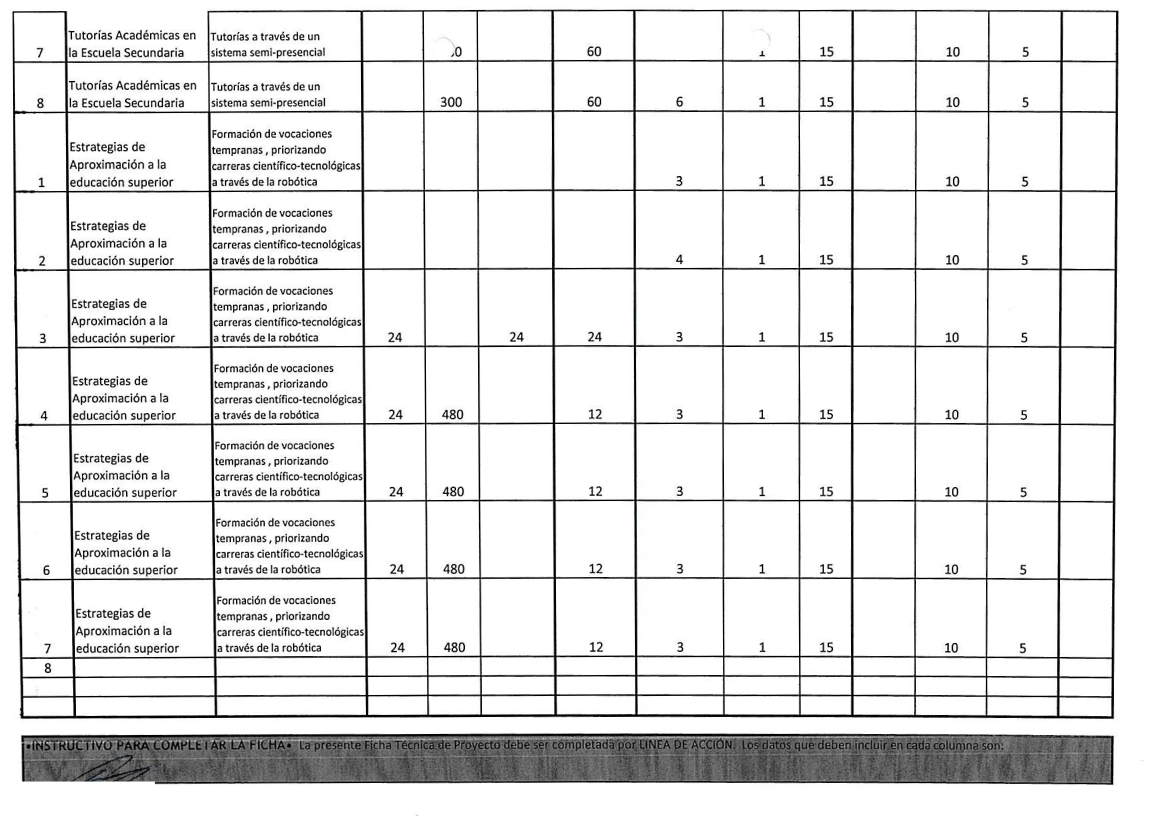 Tutorías Académicas en
la Escuela Secundaria
Tutorías a través de un
sistema semi-presencial
7 60 15 10 5
Tutorías Académicas en
la Escuela Secundaria
Tutorías a través de un
sistema semi-presencial
8 300 60 6 1 15 10 5
Estrategias de
Aproximación a la
educación superior
Formación de vocaciones
tempranas , priorizando
carreras científico-tecnológicas
a través de la robótica
1 3 1 15 10 5
Estrategias de
Aproximación a la
educación superior
Formación de vocaciones
tempranas , priorizando
carreras científico-tecnológicas
a través de la robótica
2 4 1 15 10 5
Estrategias de
Aproximación a la
educación superior
Formación de vocaciones
tempranas , priorizando
carreras científico-tecnológicas
a través de la robótica
3 24 24 24 3 1 15 10 5
Estrategias de
Aproximación a la
educación superior
Formación de vocaciones
tempranas , priorizando
carreras científico-tecnológicas
a través de la robótica
4 24 480 12 3 1 15 10 5
Estrategias de
Aproximación a la
educación superior
Formación de vocaciones
tempranas , priorizando
carreras científico-tecnológicas
a través de la robótica
5 24 480 12 3 1 15 10 5
Estrategias de
Aproximación a la
educación superior
Formación de vocaciones
tempranas , priorizando
carreras científico-tecnológicas
a través de la robótica
6 24 480 12 3 1 15 10 5
Estrategias de
Aproximación a la
educación superior
Formación de vocaciones
tempranas , priorizando
carreras científico-tecnológicas
a través de la robótica
7 24 480 12 3 1 15 10 5
8
•INSTRUCTIVO PARA COMPLETAR LA FICHA• La presente Ficha Técnica de Proyecto debe ser completada por LINEA DE ACCIÓN. Los datos que deben incluir en cada columna son: